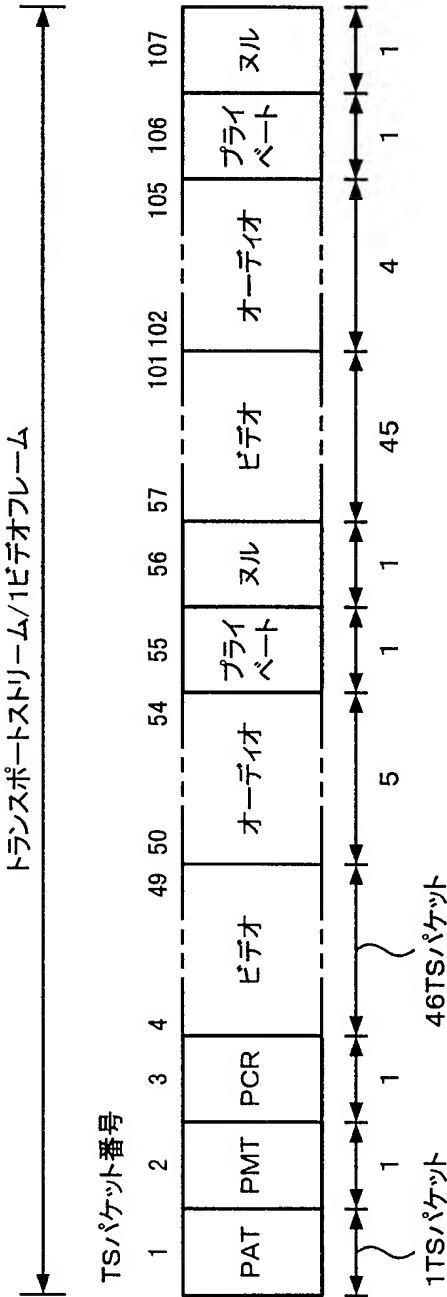 トランスポートストリーム/1ビデオフレーム
TSパケット番号
1 2 3 4 49 50 54 55 56 57 101 102 105 106 107
PAT PMT PCR ビデオ オーディオ プライベート ヌル ビデオ オーディオ プライベート ヌル
1TSパケット 1 1 46TSパケット 5 1 1 45 4 1 1